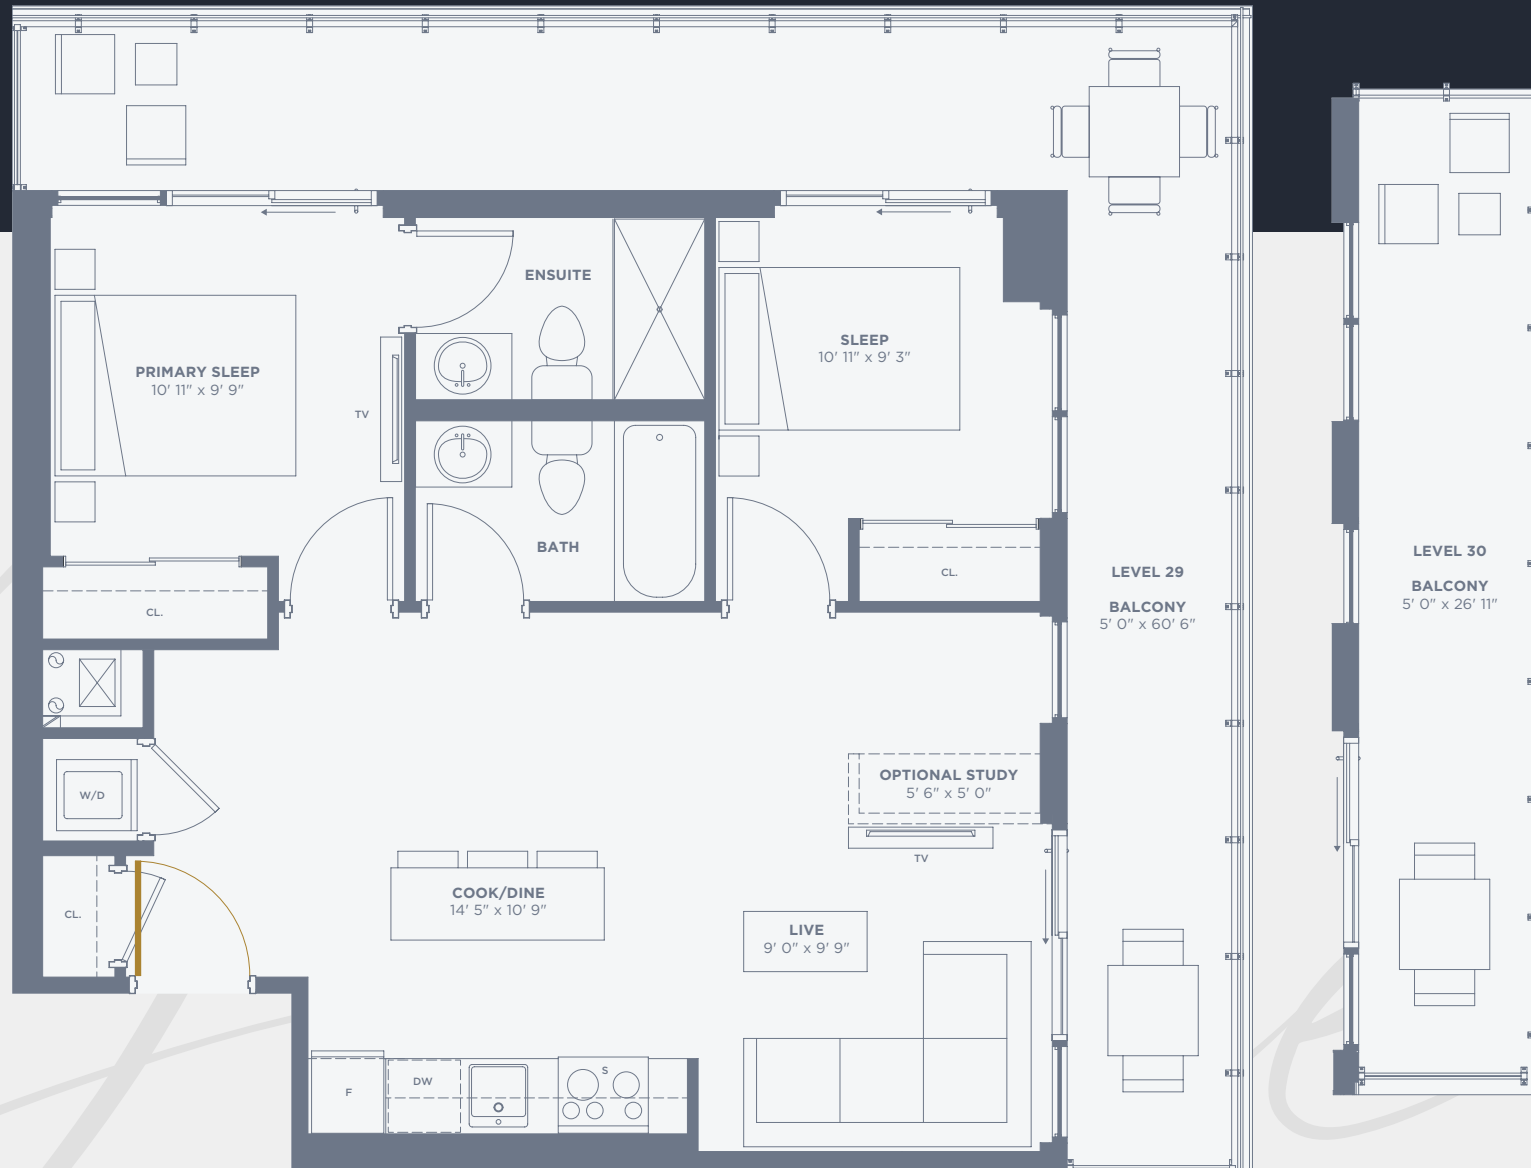 ENSUITE
SLEEP
10' 11" x 9' 3"
PRIMARY SLEEP
10' 11" x 9' 9"
TV
BATH
LEVEL 29
BALCONY
5' 0" x 60' 6"
LEVEL 30
BALCONY
5' 0" x 26' 11"
CL.
CL.
OPTIONAL STUDY
5' 6" x 5' 0"
W/D
TV
COOK/DINE
14' 5" x 10' 9"
CL.
LIVE
9' 0" x 9' 9"
F
DW
S